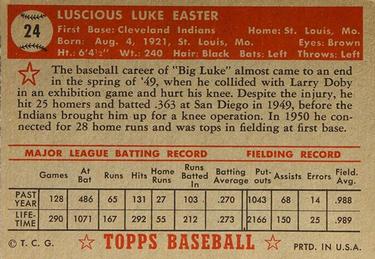 24
LUSCIOUS LUKE EASTER
First Base: Cleveland Indians Home: St. Louis, Mo.
Born: Aug. 4, 1921, St. Louis, Mo. Eyes: Brown
Ht: 6'4½" Wt: 240 Hair: Black Bats: Left Throws: Left
The baseball career of "Big Luke" almost came to an end
in the spring of '49, when he collided with Larry Doby
in an exhibition game and hurt his knee. Despite the injury, he
hit 25 homers and batted .363 at San Diego in 1949, before the
Indians brought him up for a knee operation. In 1950 he con-
nected for 28 home runs and was tops in fielding at first base.
MAJOR LEAGUE BATTING RECORD FIELDING RECORD
Games At Bat Runs Hits Home Runs Runs Batted In Batting Average Put-outs Assists Errors Field. Av.
PAST YEAR 128 486 65 131 27 103 .270 1043 68 14 .988
LIFE-TIME 290 1071 167 292 55 212 .273 2166 150 25 .989
© T. C. G. TOPPS BASEBALL PRTD. IN U.S.A.